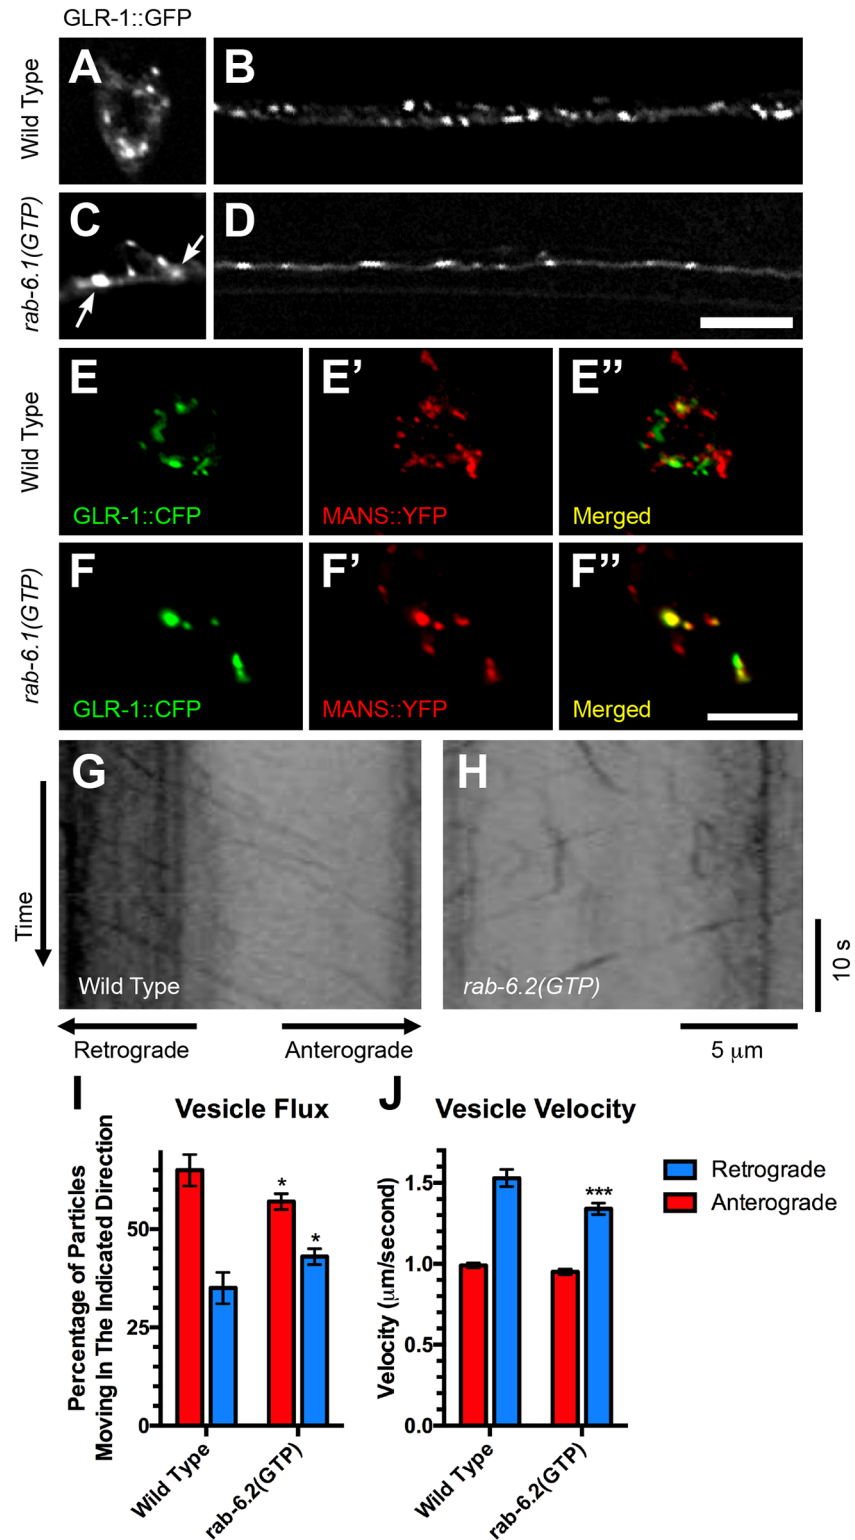 GLR-1::GFP
Wild Type
A
B
rab-6.1(GTP)
C
D
Wild Type
E
E’
E”
GLR-1::CFP
MANS::YFP
Merged
rab-6.1(GTP)
F
F’
F”
GLR-1::CFP
MANS::YFP
Merged
G
H
Time
Wild Type
rab-6.2(GTP)
10 s
Retrograde
Anterograde
5 μm
I
Vesicle Flux
J
Vesicle Velocity
Percentage of Particles
Moving In The Indicated Direction
50
25
0
*
*
Wild Type
rab-6.2(GTP)
Velocity (μm/second)
1.5
1.0
0.5
0.0
***
Wild Type
rab-6.2(GTP)
Retrograde
Anterograde